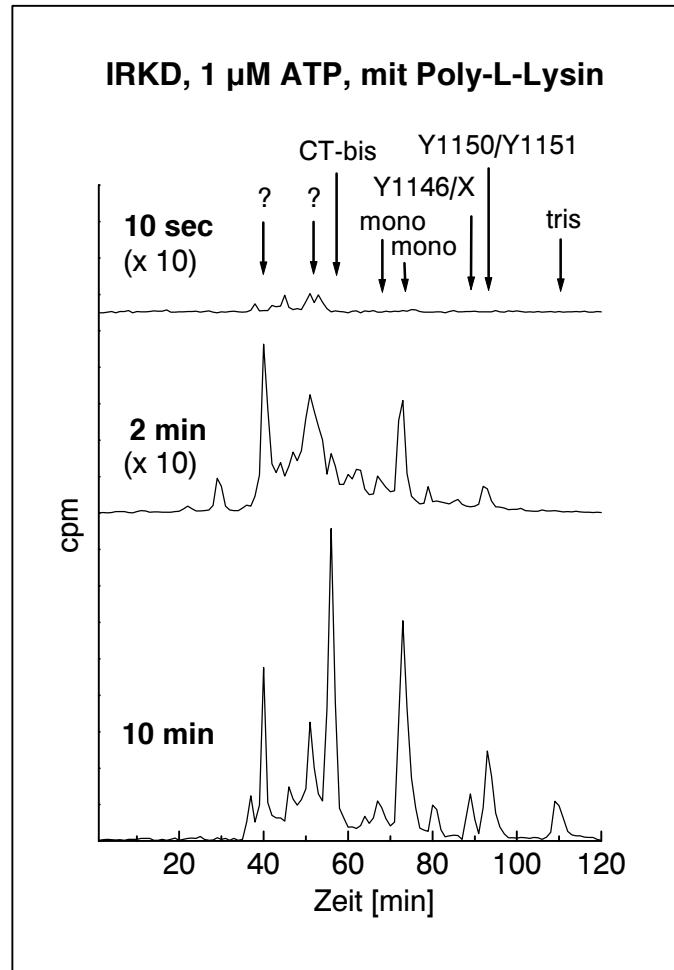 IRKD, 1 µM ATP, mit Poly-L-Lysin
CT-bis
Y1150/Y1151
? ? Y1146/X
mono
mono
tris
10 sec
(x 10)
2 min
(x 10)
10 min
cpm
20 40 60 80 100 120
Zeit [min]